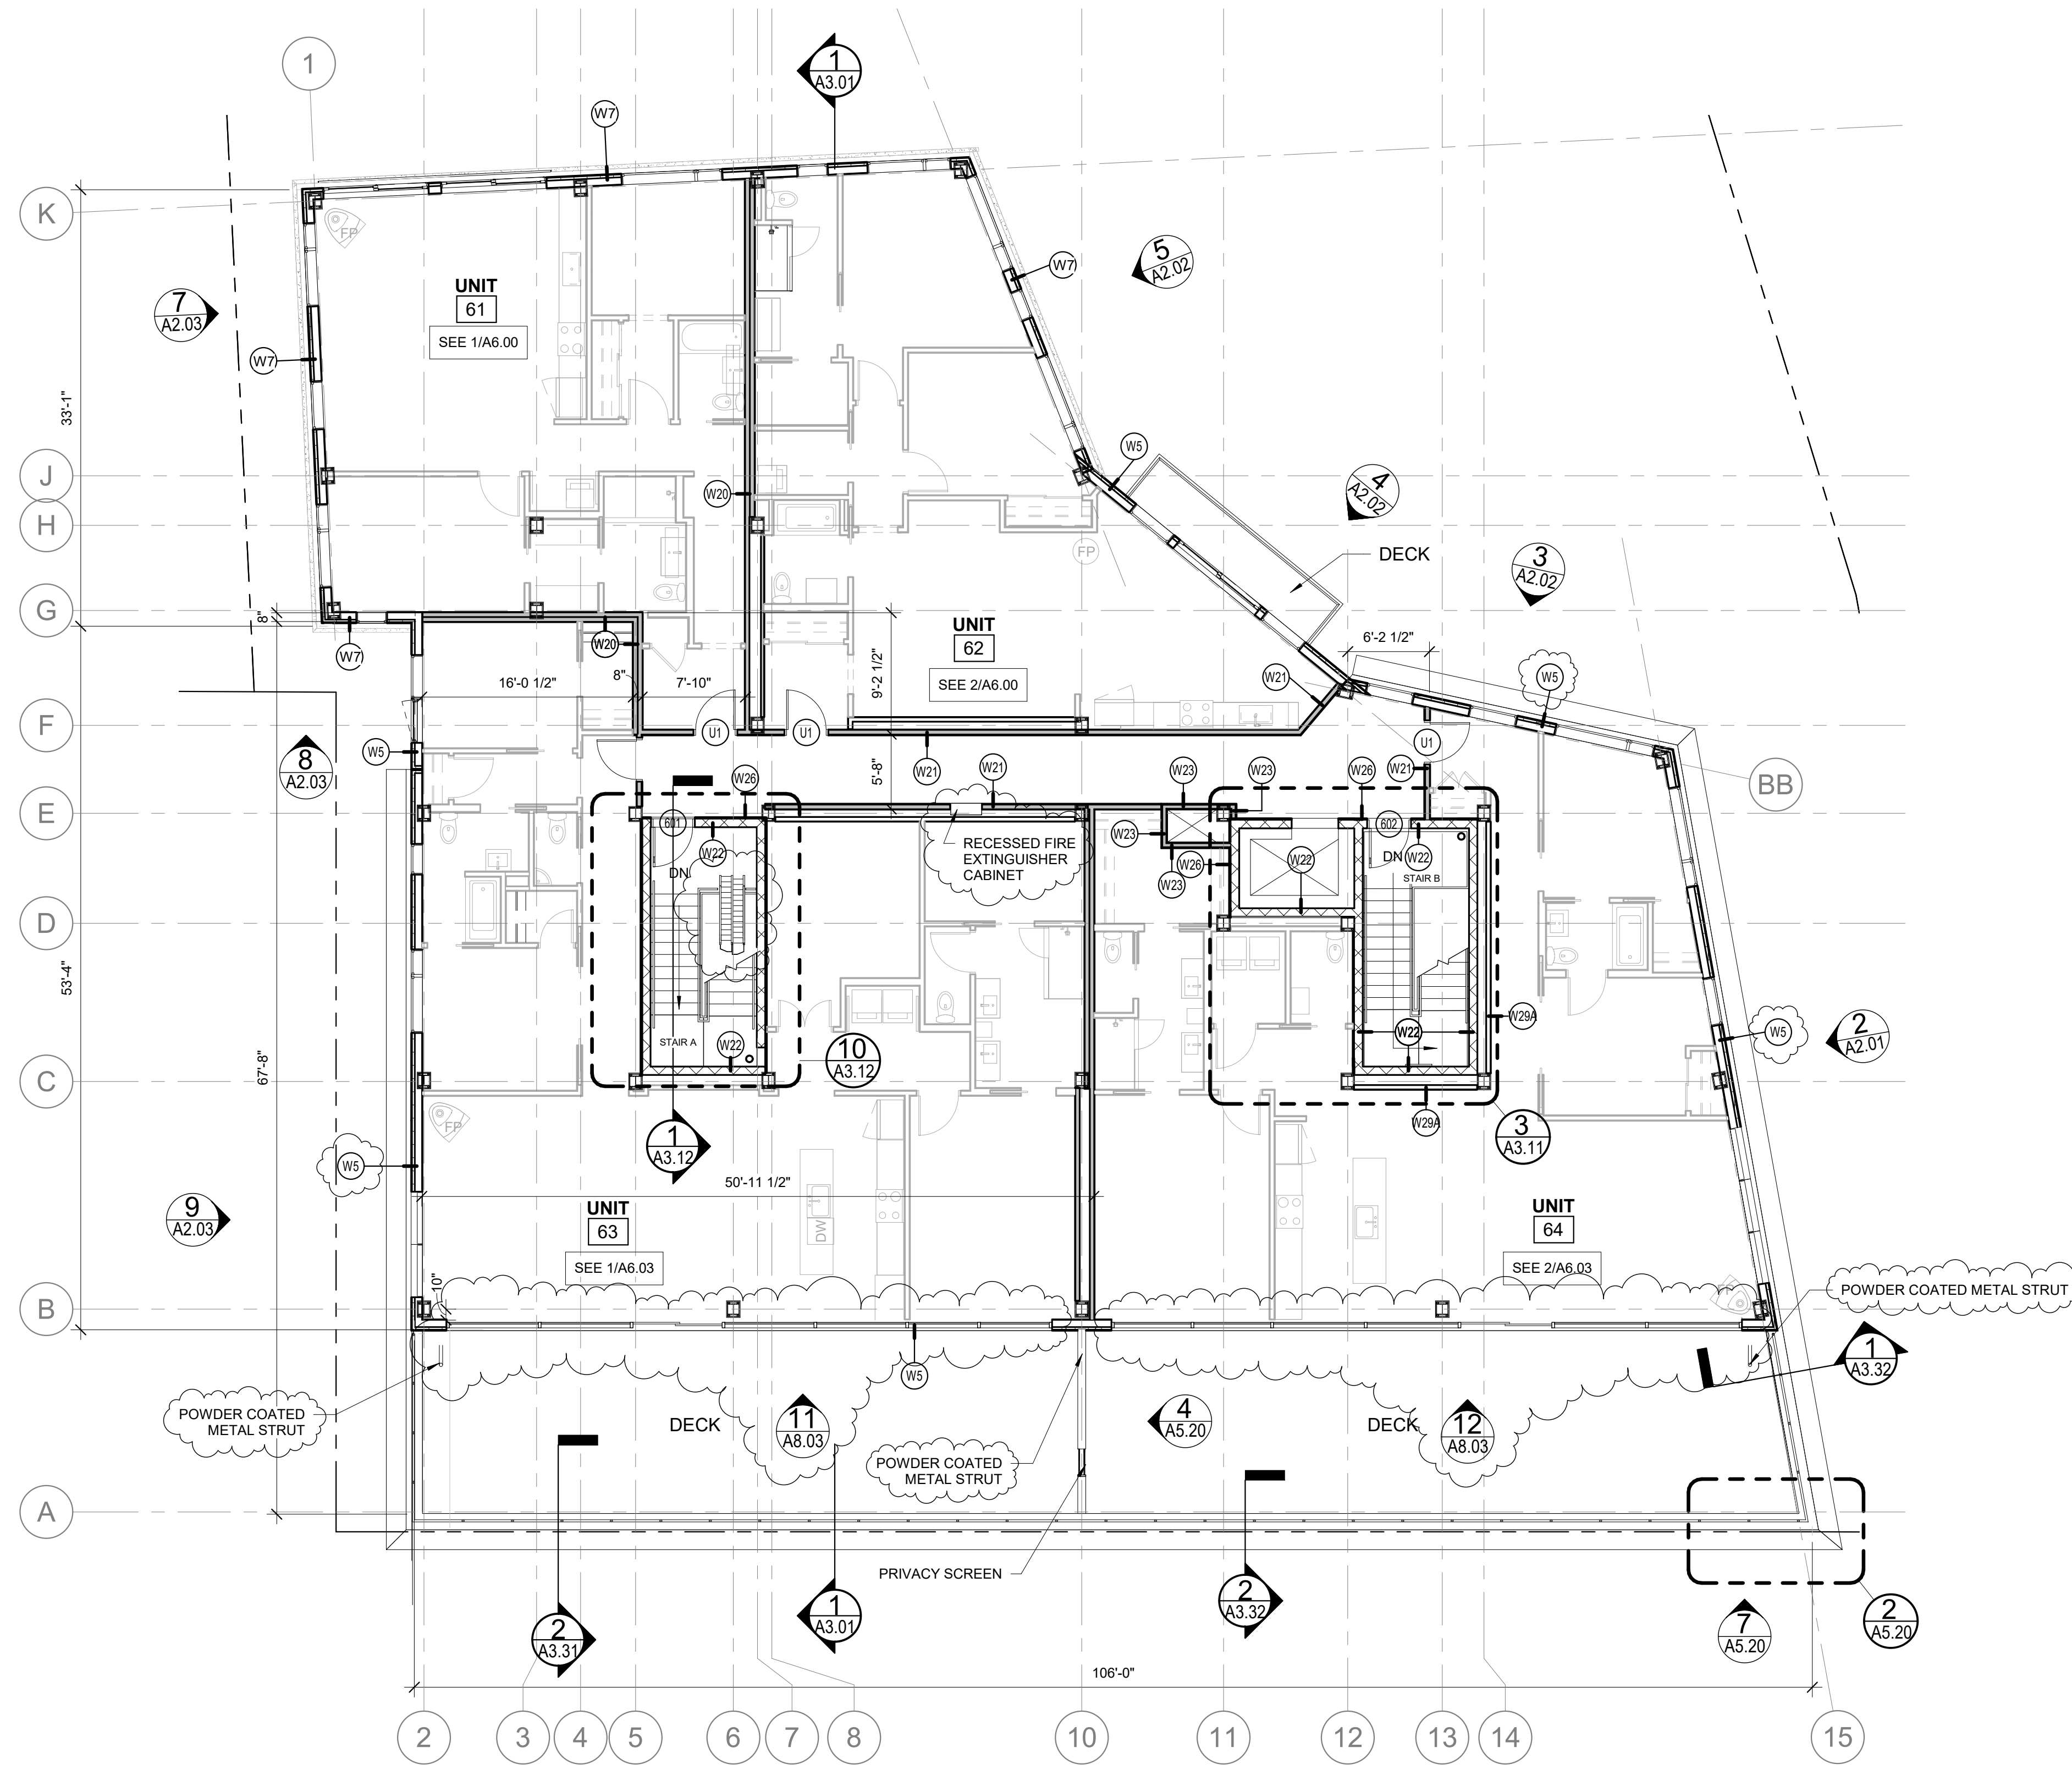 1
1
A3.01
W7
K
UNIT
61
SEE 1/A6.00
FP
W7
5
A2.02
7
A2.03
W7
33'-1"
W5
J
W20
4
A2.02
H
FP
DECK
3
A2.02
G
8"
UNIT
62
SEE 2/A6.00
W7
W20
6'-2 1/2"
16'-0 1/2"
8"
7'-10"
9'-2 1/2"
W21
W5
F
U1
U1
U1
8
A2.03
W5
5'-8"
W21
W21
W26
W23
W23
W26
W21
BB
E
601
W22
DN
RECESSED FIRE
EXTINGUISHER
CABINET
W23
W26
W23
W22
602
DN
W22
STAIR B
D
53'-4"
67'-8"
STAIR A
W22
10
A3.12
W22
W29A
W5
2
A2.01
C
FP
1
A3.12
W29A
3
A3.11
W5
50'-11 1/2"
9
A2.03
UNIT
63
SEE 1/A6.03
DW
UNIT
64
SEE 2/A6.03
10"
B
POWDER COATED METAL STRUT
W5
1
A3.32
POWDER COATED
METAL STRUT
DECK
11
A8.03
4
A5.20
DECK
12
A8.03
POWDER COATED
METAL STRUT
A
PRIVACY SCREEN
2
A3.31
1
A3.01
2
A3.32
7
A5.20
2
A5.20
106'-0"
2
3
4
5
6
7
8
10
11
12
13
14
15